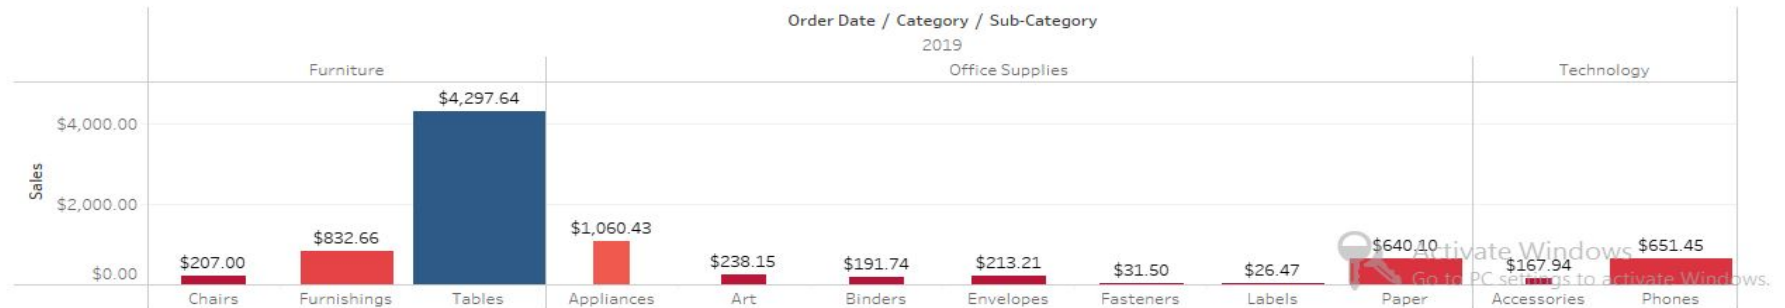 Order Date / Category / Sub-Category
2019
Furniture Office Supplies Technology
Sales
$4,000.00
$2,000.00
$0.00
$207.00 $832.66 $4,297.64 $1,060.43 $238.15 $191.74 $213.21 $31.50 $26.47 $640.10 $167.94 $651.45
Chairs Furnishings Tables Appliances Art Binders Envelopes Fasteners Labels Paper Accessories Phones
Activate Windows
Go to PC settings to activate Windows.